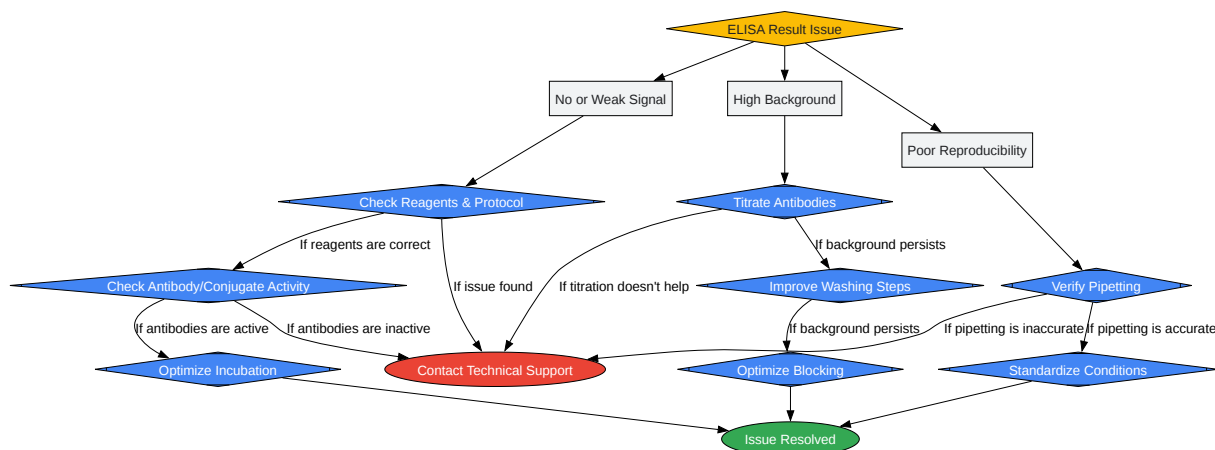 ELISA Result Issue
No or Weak Signal
High Background
Poor Reproducibility
Check Reagents & Protocol
Titrate Antibodies
If reagents are correct
If background persists
Check Antibody/Conjugate Activity
If issue found
If titration doesn't help
Improve Washing Steps
Verify Pipetting
If antibodies are active
If antibodies are inactive
If background persists
If pipetting is inaccurate
If pipetting is accurate
Optimize Incubation
Contact Technical Support
Optimize Blocking
Standardize Conditions
Issue Resolved